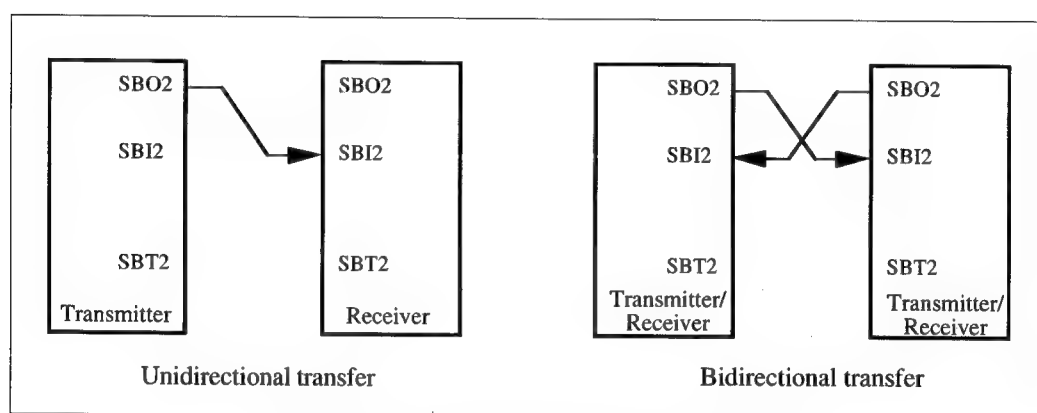 SBO2
SBI2
SBT2
Transmitter
SBO2
SBI2
SBT2
Receiver
Unidirectional transfer
SBO2
SBI2
SBT2
Transmitter/
Receiver
SBO2
SBI2
SBT2
Transmitter/
Receiver
Bidirectional transfer